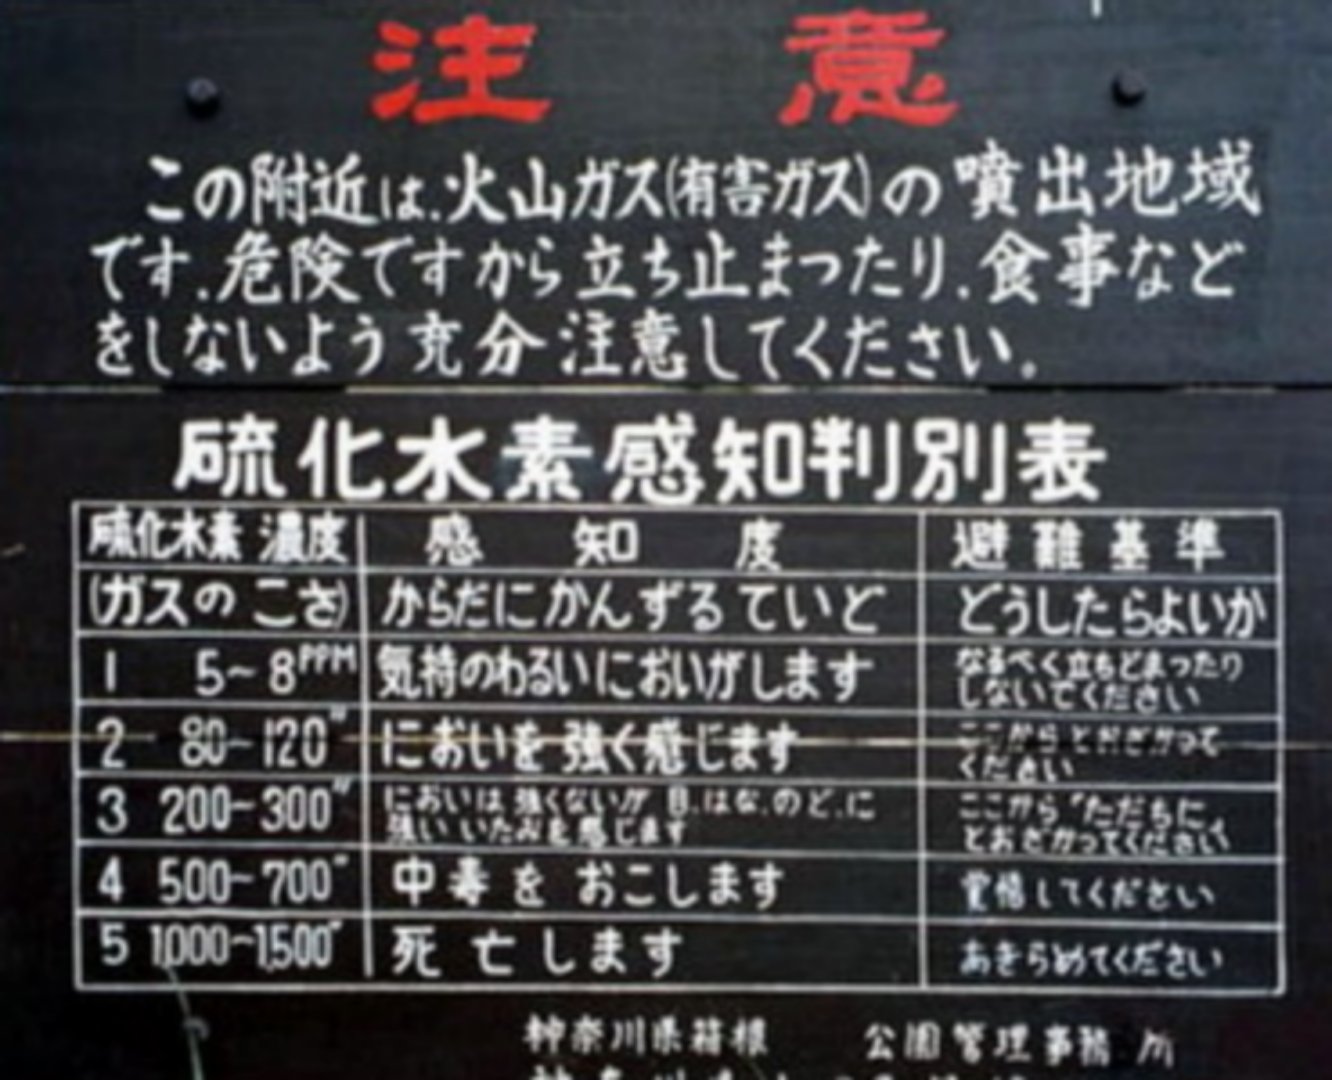 注意
この附近は、火山ガス(有害ガス)の噴出地域
です、危険ですから立ち止まったり、食事など
をしないよう充分注意してください。
硫化水素感知判別表
硫化水素濃度 感知度 避難基準
(ガスのこさ) からだにかんずるていど どうしたらよいか
1 5~8PPM 気持のわるいにおいがします なるべく立ちどまったり
しないでください
2 80~120〃 においを強く感じます ここからとおざかって
ください
3 200~300〃 においは強くないが、目、はな、のど、に
強いいたみを感じます ここから「ただちに」
とおざかってください
4 500~700〃 中毒をおこします 覚悟してください
5 1,000~1,500〃 死亡します あきらめてください
神奈川県箱根 公園管理事務所